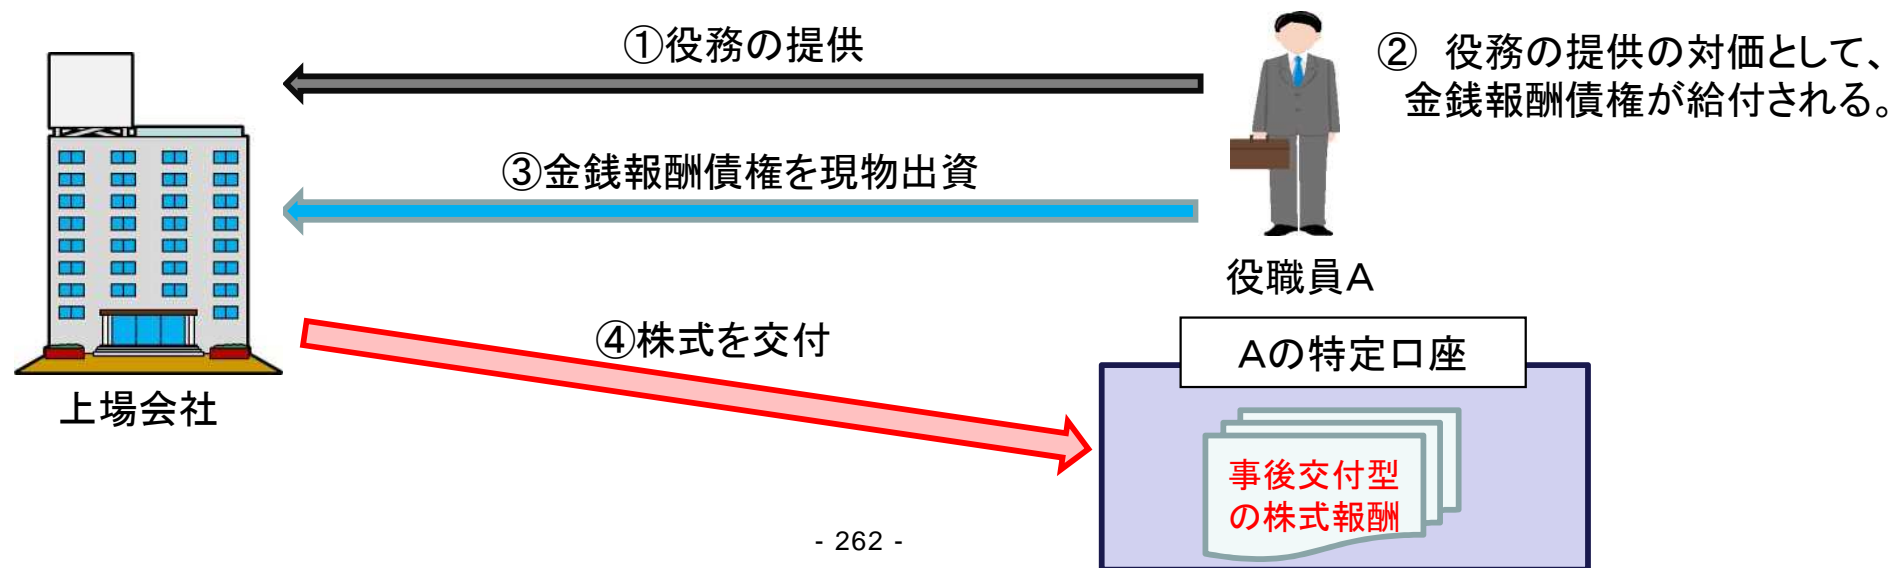 ①役務の提供
② 役務の提供の対価として、
金銭報酬債権が給付される。
③金銭報酬債権を現物出資
役職員A
④株式を交付
Aの特定口座
上場会社
事後交付型
の株式報酬
- 262 -